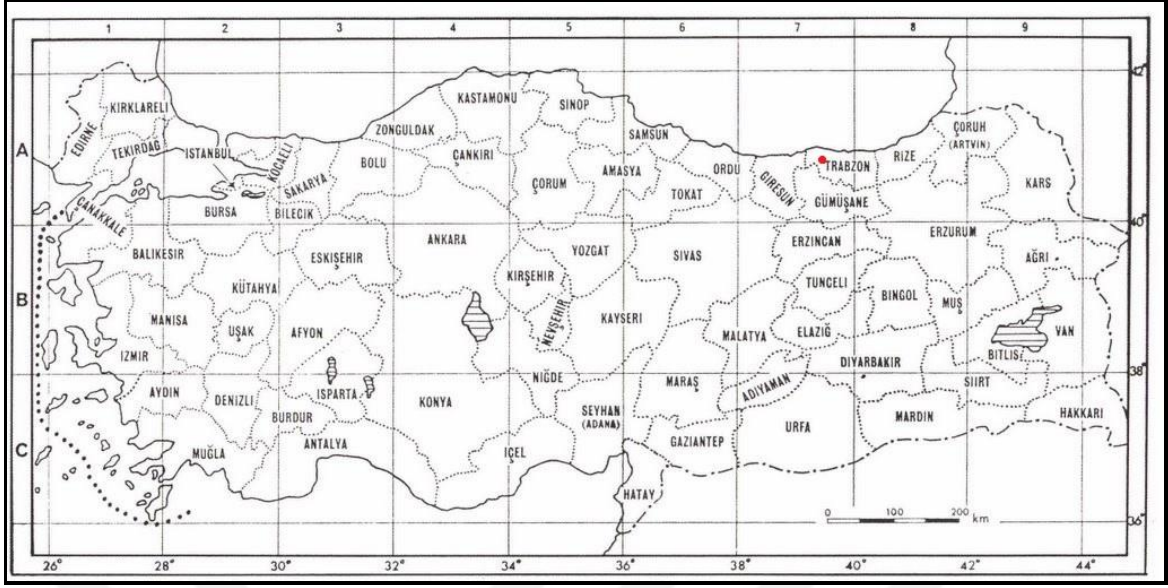 1 2 3 4 5 6 7 8 9
42°
KASTAMONU
SINOP
KIRKLARELI
EDIRNE
ZONGULDAK
SAMSUN
ÇORUH
(ARTVIN)
A
TEKIRDAĞ
ISTANBUL
KOCAELI
BOLU
ÇANKIRI
ORDU
TRABZON
RIZE
SAKARYA
ÇORUM
AMASYA
TOKAT
GIRESUN
KARS
GÜMÜŞANE
ÇANAKKALE
BURSA
BILECIK
40°
ANKARA
ERZURUM
BALIKESIR
ESKIŞEHIR
YOZGAT
SIVAS
ERZINCAN
AĞRI
KIRŞEHIR
KÜTAHYA
TUNCELI
BINGOL
MUŞ
B
MANISA
UŞAK
AFYON
NEVŞEHIR
KAYSERI
MALATYA
ELAZIĞ
VAN
IZMIR
DIYARBAKIR
BITLIS
38°
AYDIN
DENIZLI
ISPARTA
KONYA
NIĞDE
MARAŞ
ADIYAMAN
SIIRT
BURDUR
SEYHAN
(ADANA)
URFA
MARDIN
HAKKARI
C
MUĞLA
ANTALYA
IÇEL
GAZIANTEP
HATAY
0 100 200 km
36°
26° 28° 30° 32° 34° 36° 38° 40° 42° 44°